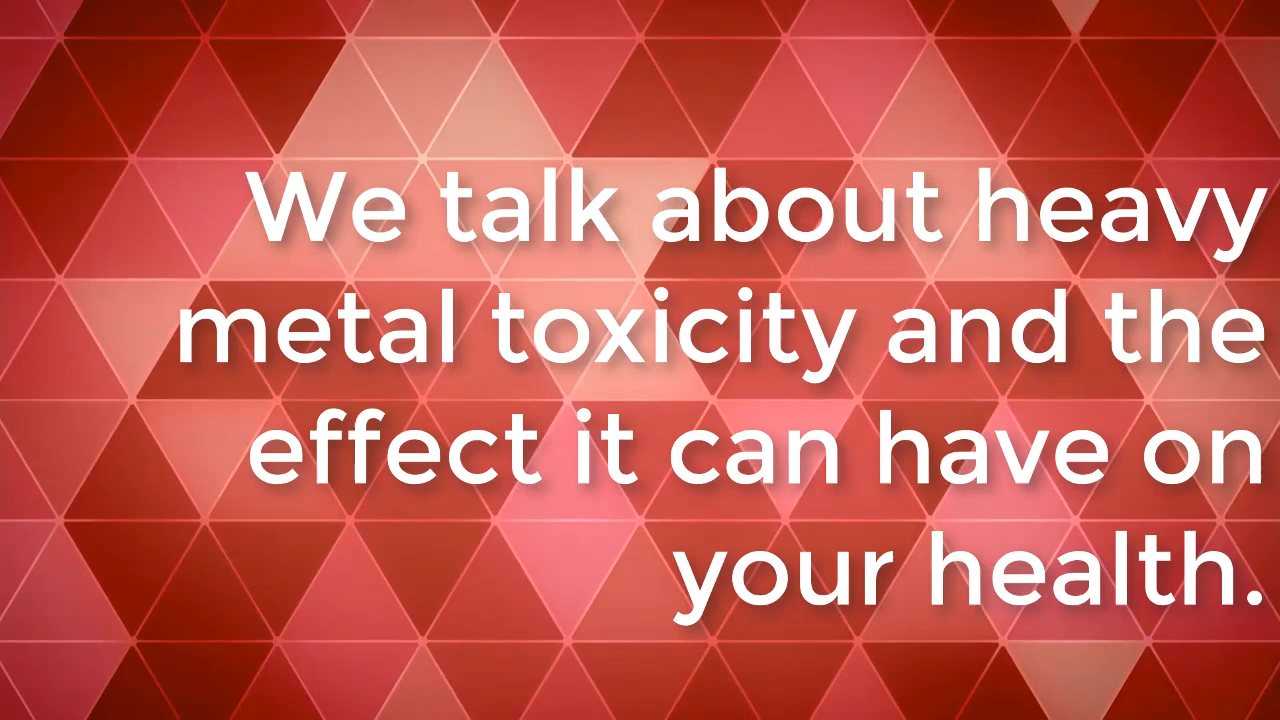 We talk about heavy
metal toxicity and the
effect it can have on
your health.